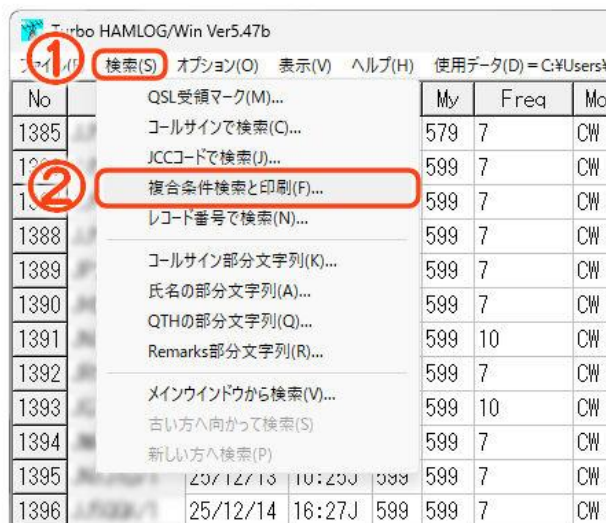 Turbo HAMLOG/Win Ver5.47b
① 検索(S) オプション(O) 表示(V) ヘルプ(H) 使用データ(D) = C:¥Users¥
No My Freq Mo
QSL受領マーク(M)...
1385 579 7 CW
コールサインで検索(C)...
JCCコードで検索(J)...
599 7 CW
② 複合条件検索と印刷(F)...
599 7 CW
レコード番号で検索(N)...
1388 599 7 CW
コールサイン部分文字列(K)...
1389 599 7 CW
氏名の部分文字列(A)...
1390 599 7 CW
QTHの部分文字列(Q)...
1391 599 10 CW
Remarks部分文字列(R)...
1392 599 7 CW
メインウインドウから検索(V)...
1393 599 10 CW
古い方へ向かって検索(S)
1394 599 7 CW
新しい方へ検索(P)
1395 25/12/13 10:25J 599 599 7 CW
1396 25/12/14 16:27J 599 599 7 CW